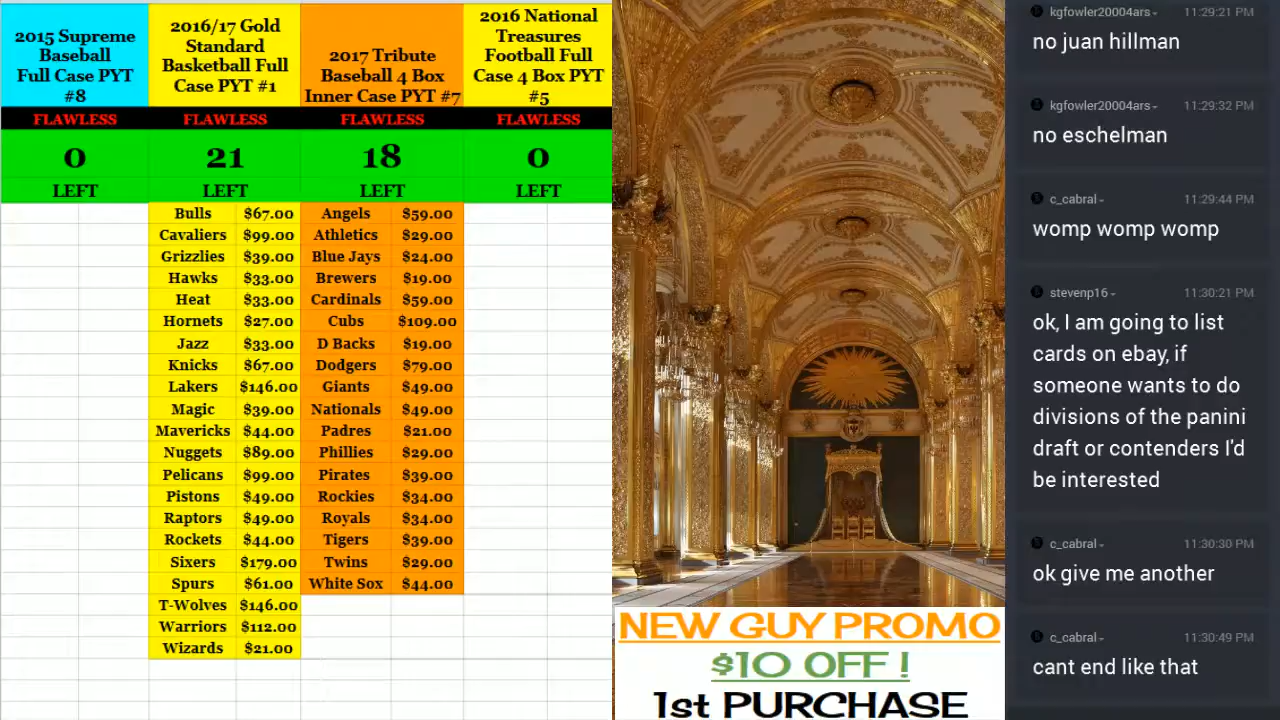 2015 Supreme
Baseball
Full Case PYT
#8
FLAWLESS
0
LEFT
2016/17 Gold
Standard
Basketball Full
Case PYT #1
FLAWLESS
21
LEFT
Bulls $67.00
Cavaliers $99.00
Grizzlies $39.00
Hawks $33.00
Heat $33.00
Hornets $27.00
Jazz $33.00
Knicks $67.00
Lakers $146.00
Magic $39.00
Mavericks $44.00
Nuggets $89.00
Pelicans $99.00
Pistons $49.00
Raptors $49.00
Rockets $44.00
Sixers $179.00
Spurs $61.00
T-Wolves $146.00
Warriors $112.00
Wizards $21.00
2017 Tribute
Baseball 4 Box
Inner Case PYT #7
FLAWLESS
18
LEFT
Angels $59.00
Athletics $29.00
Blue Jays $24.00
Brewers $19.00
Cardinals $59.00
Cubs $109.00
D Backs $19.00
Dodgers $79.00
Giants $49.00
Nationals $49.00
Padres $21.00
Phillies $29.00
Pirates $39.00
Rockies $34.00
Royals $34.00
Tigers $39.00
Twins $29.00
White Sox $44.00
2016 National
Treasures
Football Full
Case 4 Box PYT
#5
FLAWLESS
0
LEFT
NEW GUY PROMO
$10 OFF !
1st PURCHASE
kgfowler20004ars 11:29:21 PM
no juan hillman
kgfowler20004ars 11:29:32 PM
no eschelman
c_cabral 11:29:44 PM
womp womp womp
stevenp16 11:30:21 PM
ok, I am going to list
cards on ebay, if
someone wants to do
divisions of the panini
draft or contenders I'd
be interested
c_cabral 11:30:30 PM
ok give me another
c_cabral 11:30:49 PM
cant end like that